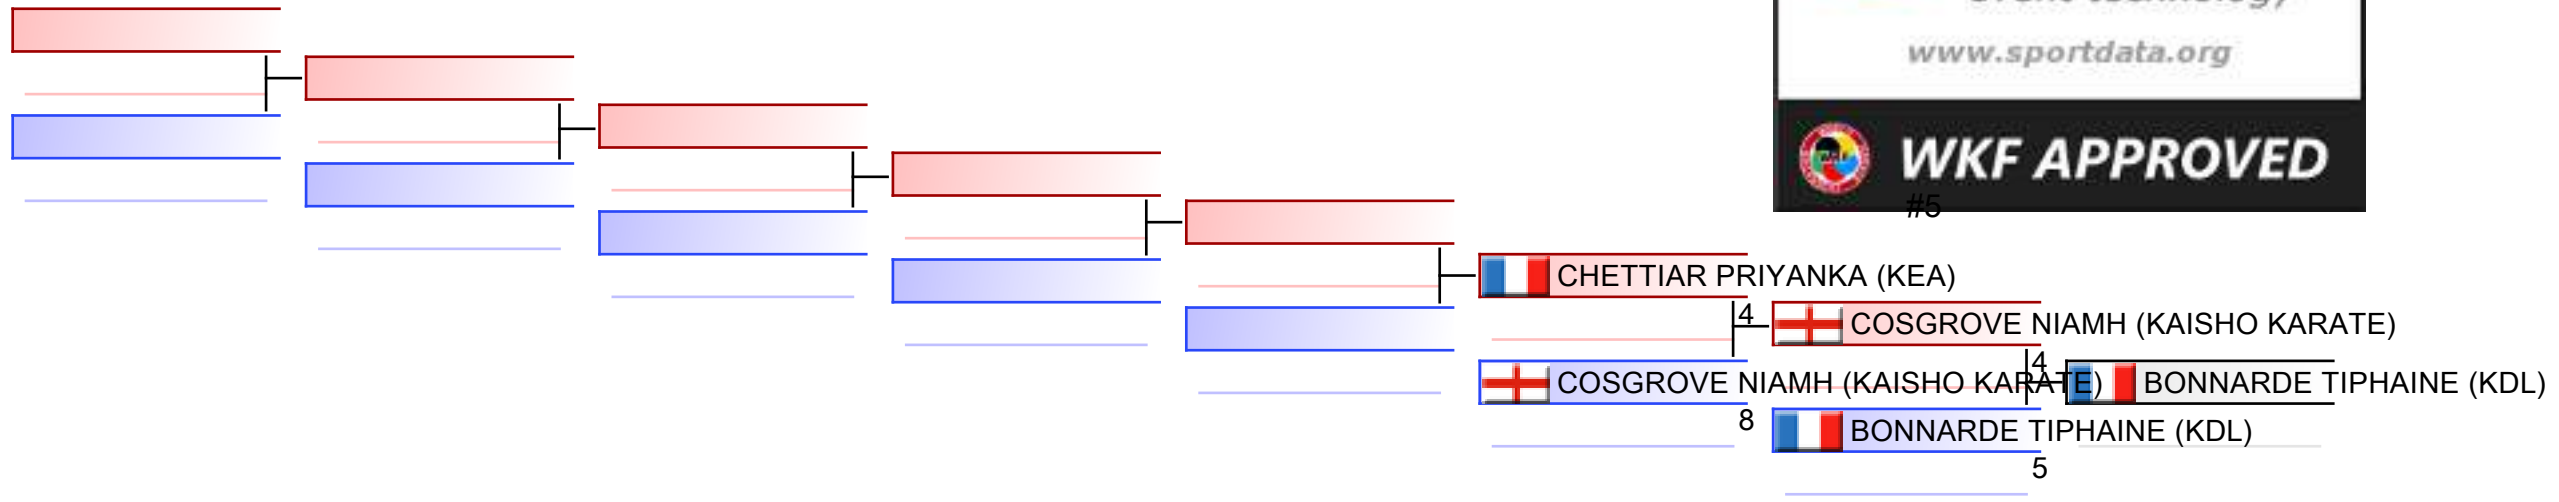 www.sportdata.org
WKF APPROVED
#5
CHETTIAR PRIYANKA (KEA)
4
COSGROVE NIAMH (KAISHO KARATE)
4
COSGROVE NIAMH (KAISHO KARATE)
BONNARDE TIPHAINE (KDL)
8
BONNARDE TIPHAINE (KDL)
5